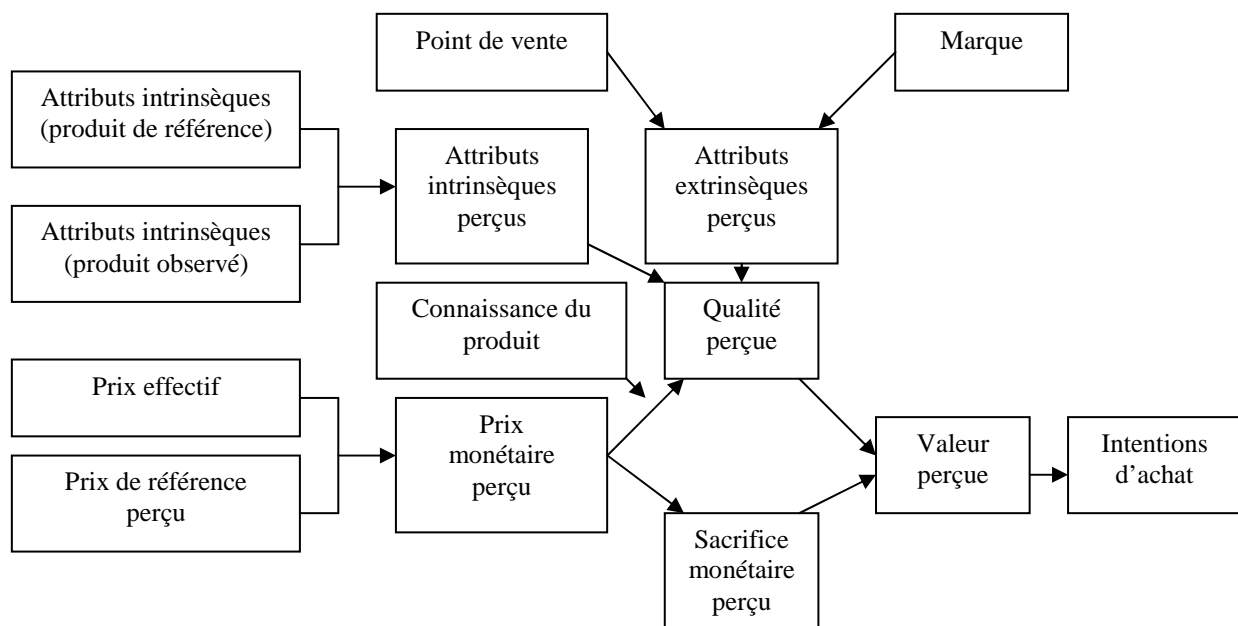 Point de vente
Marque
Attributs intrinsèques
(produit de référence)
Attributs
intrinsèques
perçus
Attributs
extrinsèques
perçus
Attributs intrinsèques
(produit observé)
Connaissance du
produit
Qualité
perçue
Prix effectif
Prix
monétaire
perçu
Valeur
perçue
Intentions
d’achat
Prix de référence
perçu
Sacrifice
monétaire
perçu